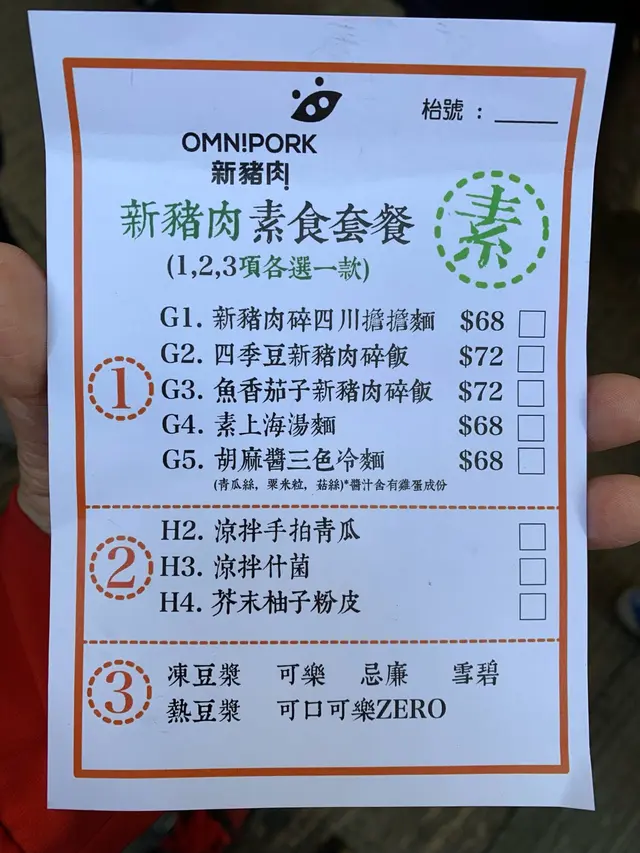 枱號：
OMN!PORK
新豬肉
新豬肉 素食套餐
素
(1,2,3項各選一款)
1
G1. 新豬肉碎四川擔擔麵 $68
G2. 四季豆新豬肉碎飯 $72
G3. 魚香茄子新豬肉碎飯 $72
G4. 素上海湯麵 $68
G5. 胡麻醬三色冷麵 $68
(青瓜絲, 粟米粒, 菇絲)*醬汁含有雞蛋成份
2
H2. 涼拌手拍青瓜
H3. 涼拌什菌
H4. 芥末柚子粉皮
3
凍豆漿 可樂 忌廉 雪碧
熱豆漿 可口可樂ZERO